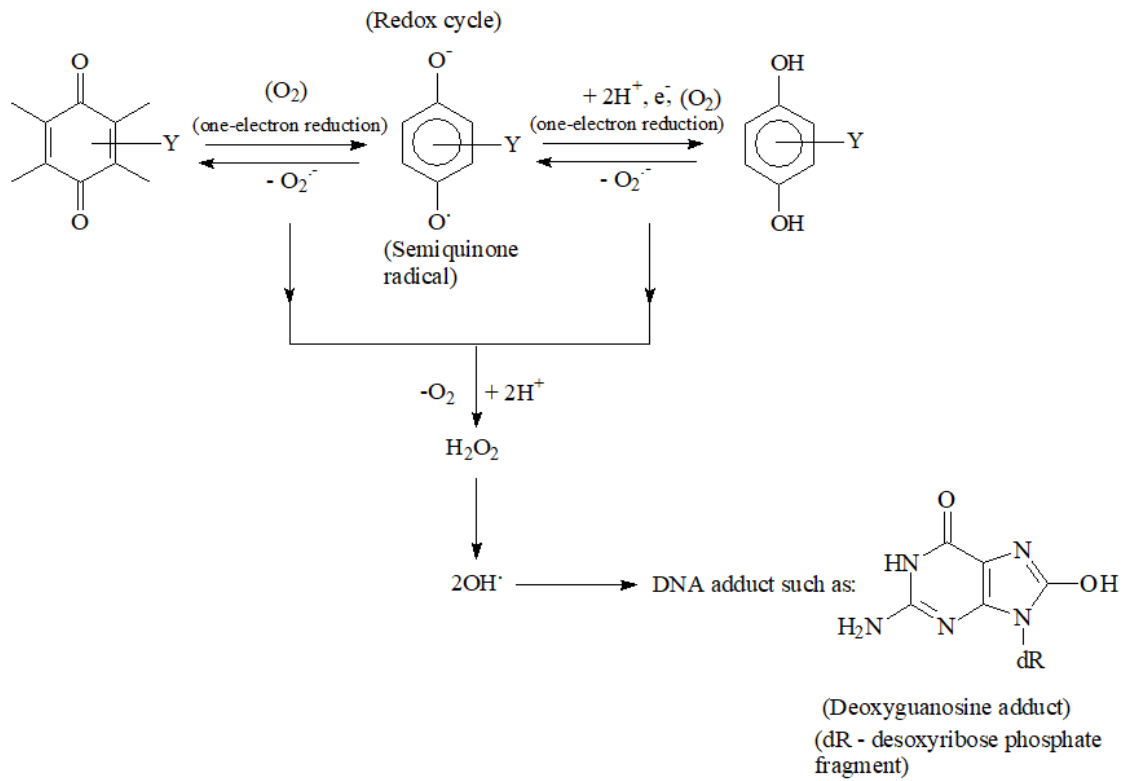 (Redox cycle)
O
O⁻
OH
(O₂)
+ 2H⁺, e⁻, (O₂)
(one-electron reduction)
(one-electron reduction)
Y
Y
Y
- O₂·⁻
- O₂·⁻
O
O·
OH
(Semiquinone
radical)
-O₂
+ 2H⁺
H₂O₂
2OH·
DNA adduct such as:
O
HN
N
OH
H₂N
N
N
dR
(Deoxyguanosine adduct)
(dR - desoxyribose phosphate
fragment)